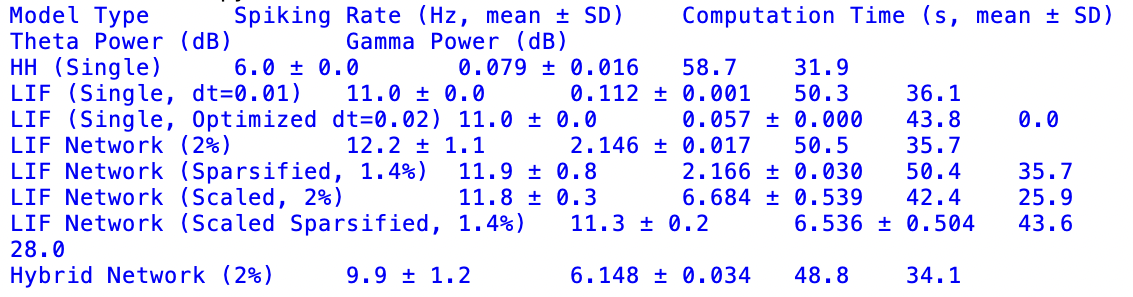 Model Type Spiking Rate (Hz, mean ± SD) Computation Time (s, mean ± SD)
Theta Power (dB) Gamma Power (dB)
HH (Single) 6.0 ± 0.0 0.079 ± 0.016 58.7 31.9
LIF (Single, dt=0.01) 11.0 ± 0.0 0.112 ± 0.001 50.3 36.1
LIF (Single, Optimized dt=0.02) 11.0 ± 0.0 0.057 ± 0.000 43.8 0.0
LIF Network (2%) 12.2 ± 1.1 2.146 ± 0.017 50.5 35.7
LIF Network (Sparsified, 1.4%) 11.9 ± 0.8 2.166 ± 0.030 50.4 35.7
LIF Network (Scaled, 2%) 11.8 ± 0.3 6.684 ± 0.539 42.4 25.9
LIF Network (Scaled Sparsified, 1.4%) 11.3 ± 0.2 6.536 ± 0.504 43.6
28.0
Hybrid Network (2%) 9.9 ± 1.2 6.148 ± 0.034 48.8 34.1